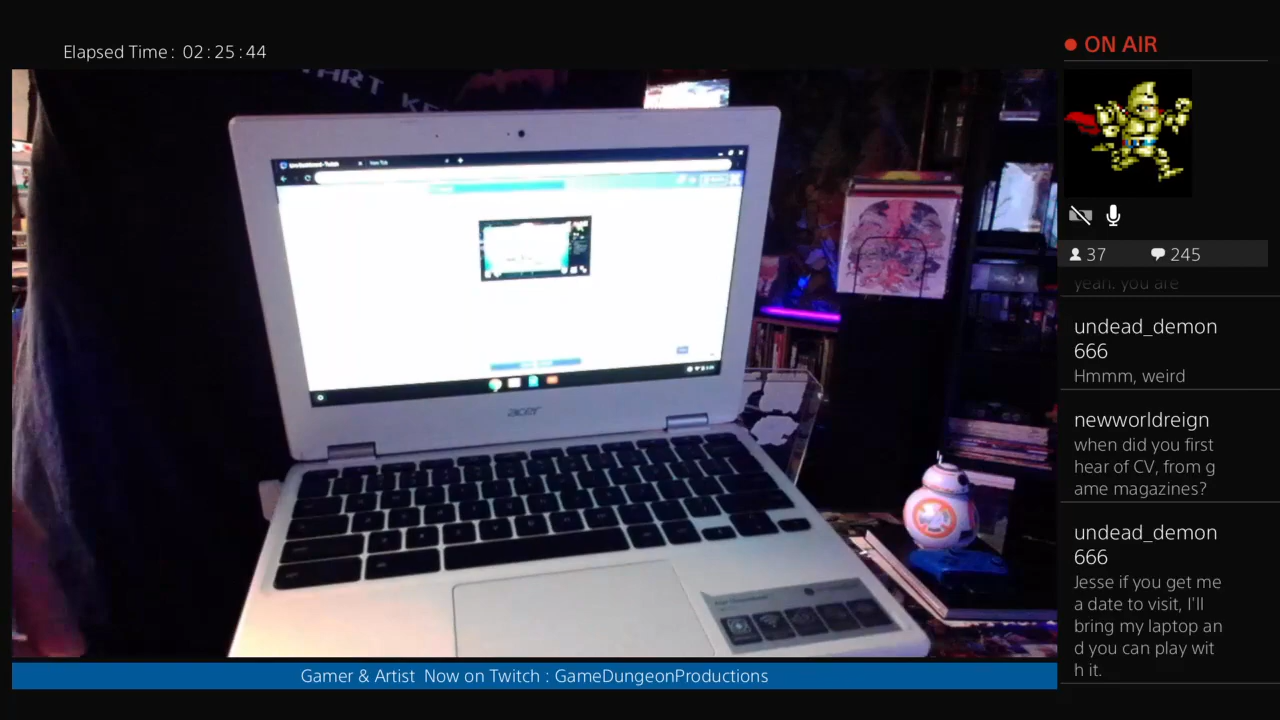 Elapsed Time: 02:25:44
ON AIR
37
245
yeah. you are
undead_demon
666
Hmmm, weird
newworldreign
when did you first
hear of CV, from g
ame magazines?
undead_demon
666
Jesse if you get me
a date to visit, I'll
bring my laptop an
d you can play wit
h it.
acer
Gamer & Artist Now on Twitch : GameDungeonProductions